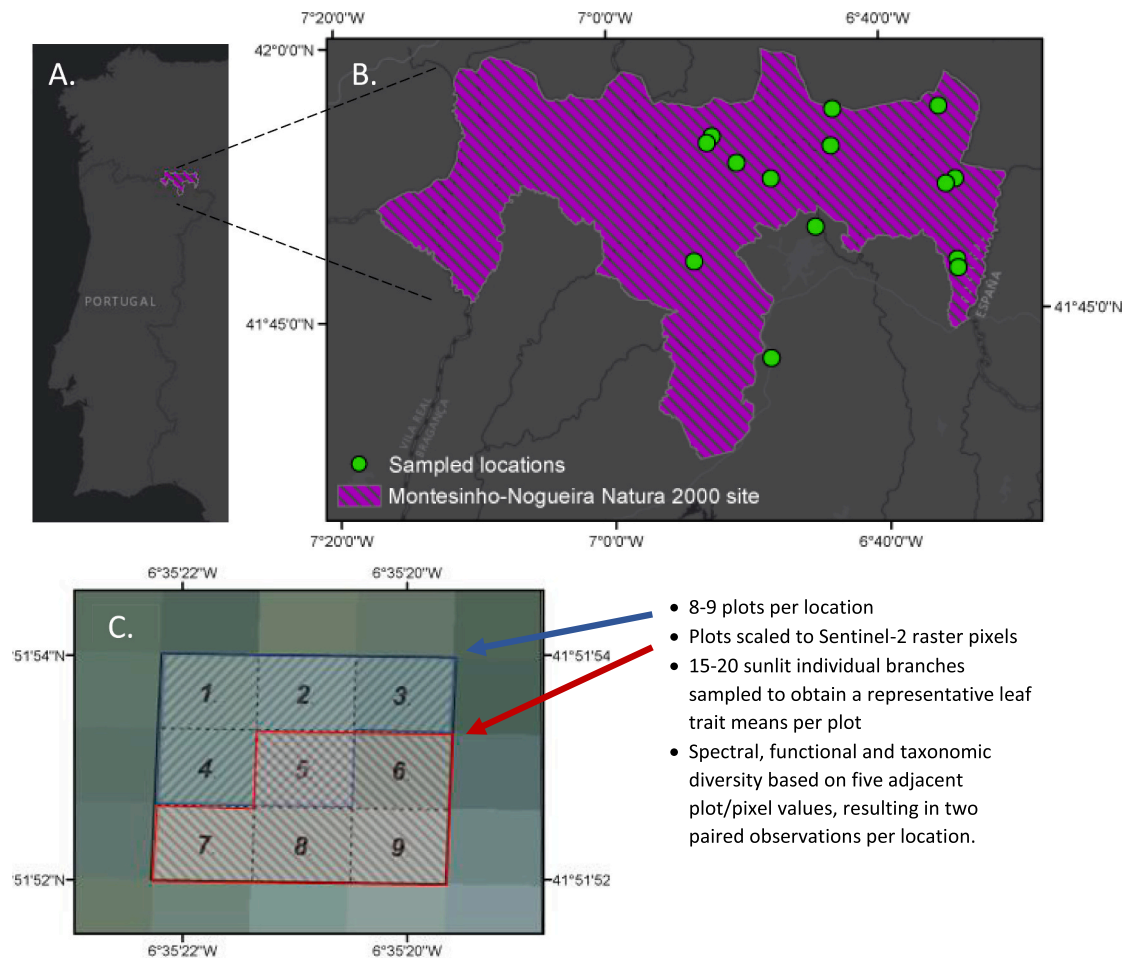 7°20'0"W 7°0'0"W 6°40'0"W
42°0'0"N
A.
B.
PORTUGAL
41°45'0"N
41°45'0"N
ESPAÑA
VILA REAL
BRAGANÇA
Sampled locations
Montesinho-Nogueira Natura 2000 site
7°20'0"W 7°0'0"W 6°40'0"W
6°35'22"W 6°35'20"W
C.
51'54"N
41°51'54
1 2 3
4 5 6
7 8 9
51'52"N
41°51'52
6°35'22"W 6°35'20"W
• 8-9 plots per location
• Plots scaled to Sentinel-2 raster pixels
• 15-20 sunlit individual branches
sampled to obtain a representative leaf
trait means per plot
• Spectral, functional and taxonomic
diversity based on five adjacent
plot/pixel values, resulting in two
paired observations per location.